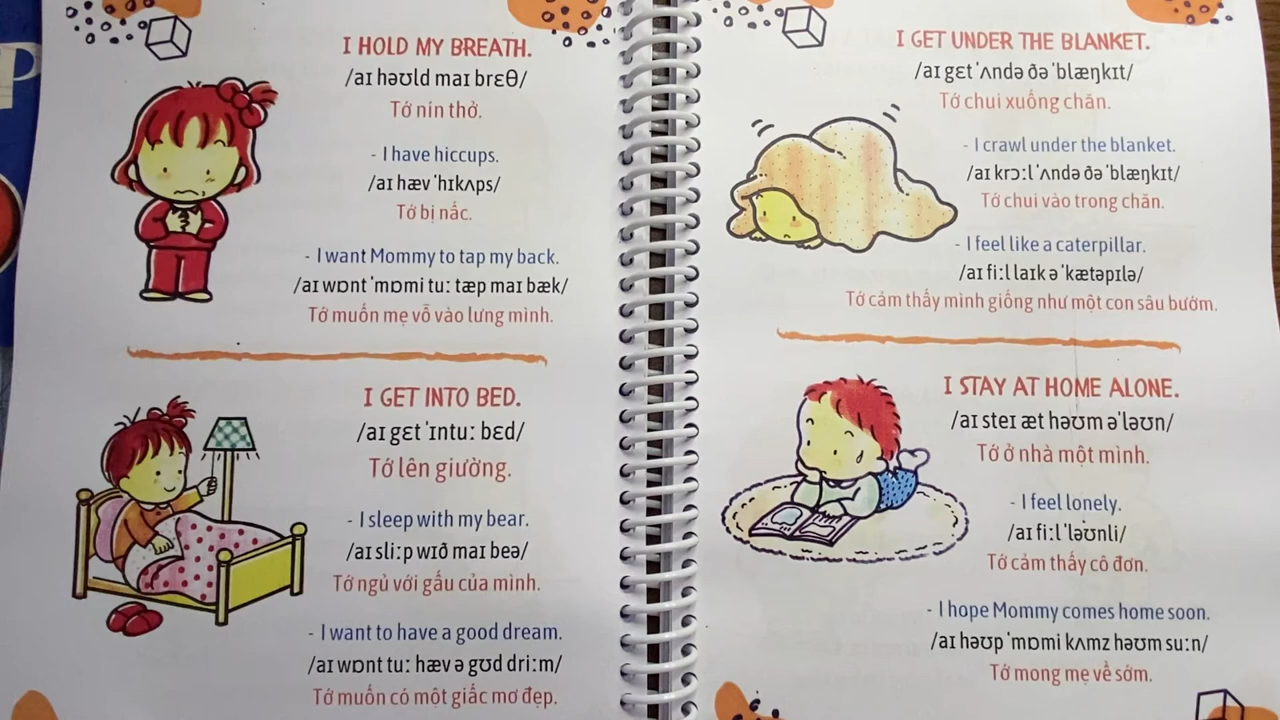 P
I HOLD MY BREATH.
/aɪ həʊld maɪ brɛθ/
Tớ nín thở.
- I have hiccups.
/aɪ hæv ˈhɪkʌps/
Tớ bị nấc.
- I want Mommy to tap my back.
/aɪ wɒnt ˈmɒmi tuː tæp maɪ bæk/
Tớ muốn mẹ vỗ vào lưng mình.
I GET INTO BED.
/aɪ gɛt ˈɪntuː bɛd/
Tớ lên giường.
- I sleep with my bear.
/aɪ sliːp wɪð maɪ beə/
Tớ ngủ với gấu của mình.
- I want to have a good dream.
/aɪ wɒnt tuː hæv ə gʊd driːm/
Tớ muốn có một giấc mơ đẹp.
I GET UNDER THE BLANKET.
/aɪ gɛt ˈʌndə ðə ˈblæŋkɪt/
Tớ chui xuống chăn.
- I crawl under the blanket.
/aɪ krɔːl ˈʌndə ðə ˈblæŋkɪt/
Tớ chui vào trong chăn.
- I feel like a caterpillar.
/aɪ fiːl laɪk ə ˈkætəpɪlə/
Tớ cảm thấy mình giống như một con sâu bướm.
I STAY AT HOME ALONE.
/aɪ steɪ æt həʊm əˈləʊn/
Tớ ở nhà một mình.
- I feel lonely.
/aɪ fiːl ˈləʊnli/
Tớ cảm thấy cô đơn.
- I hope Mommy comes home soon.
/aɪ həʊp ˈmɒmi kʌmz həʊm suːn/
Tớ mong mẹ về sớm.